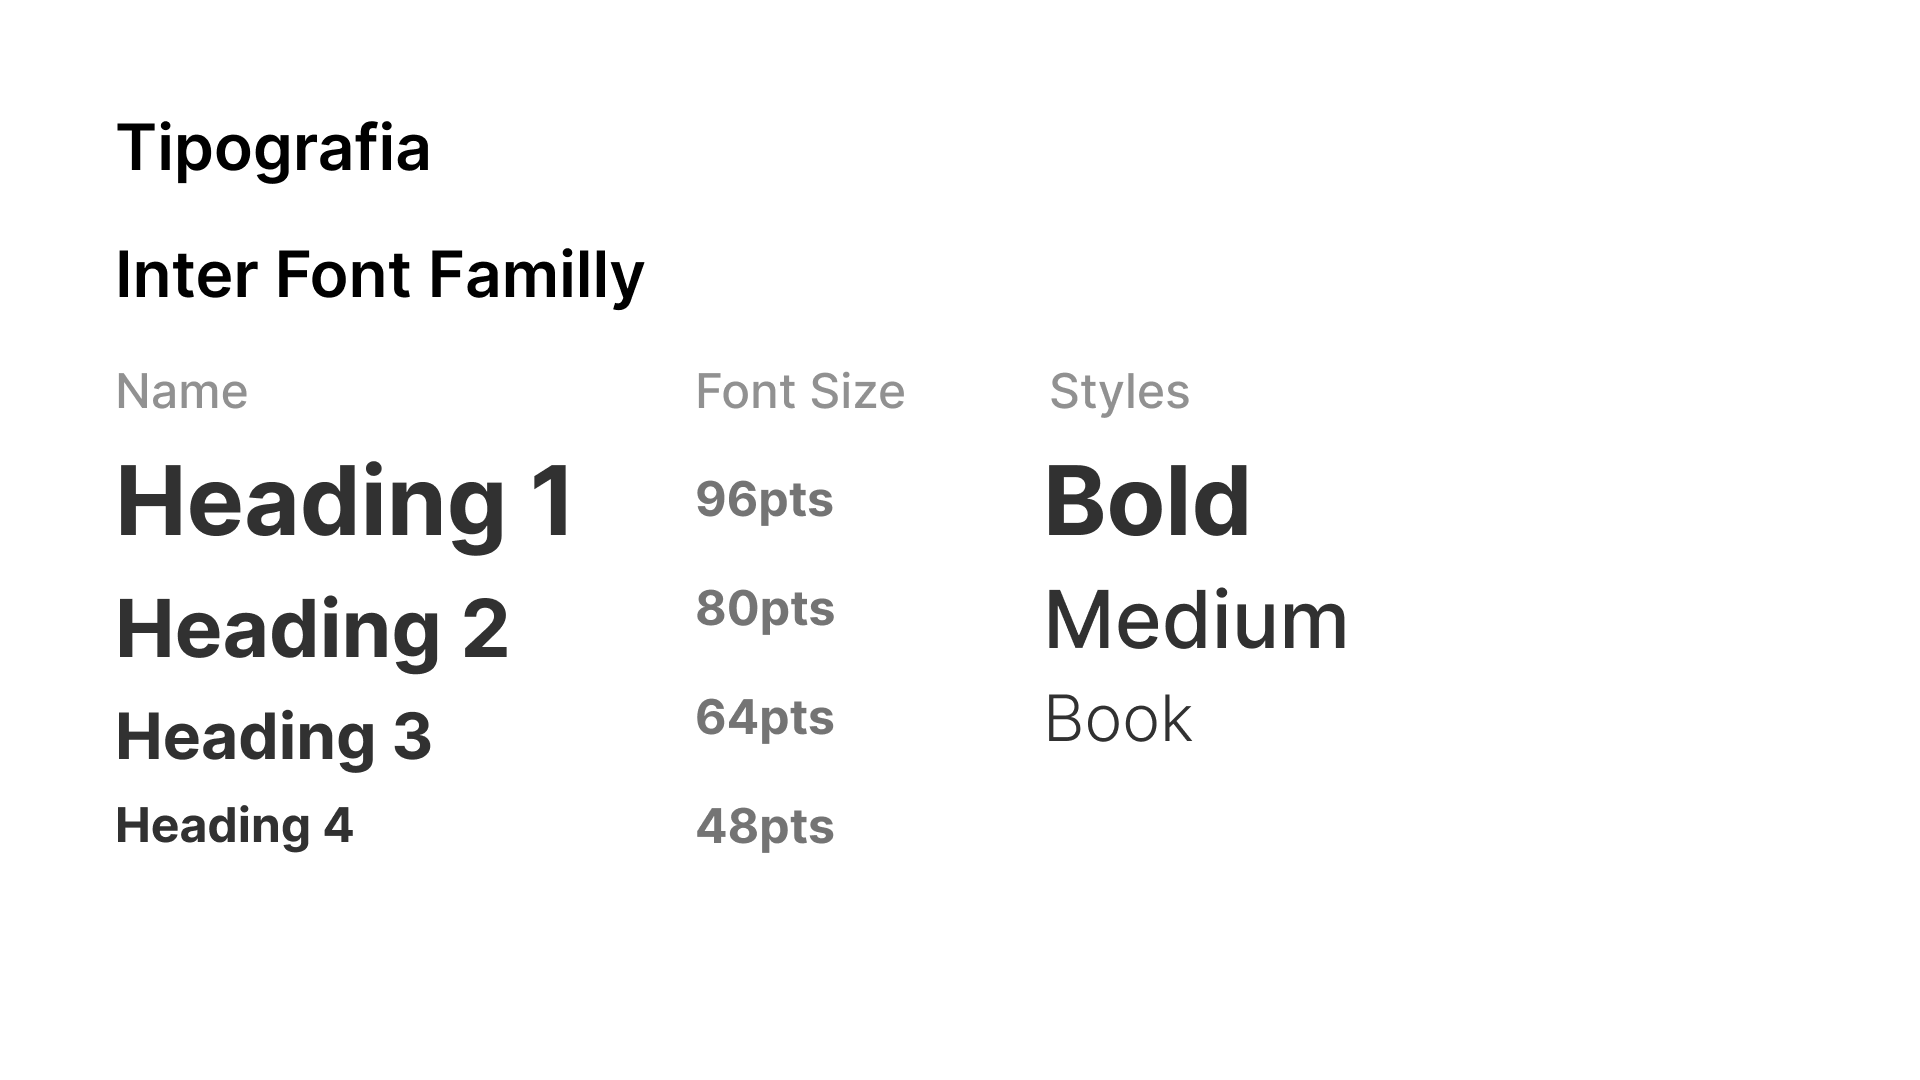 Tipografia
Inter Font Familly
Name Font Size Styles
Heading 1 96pts Bold
Heading 2 80pts Medium
Heading 3 64pts Book
Heading 4 48pts